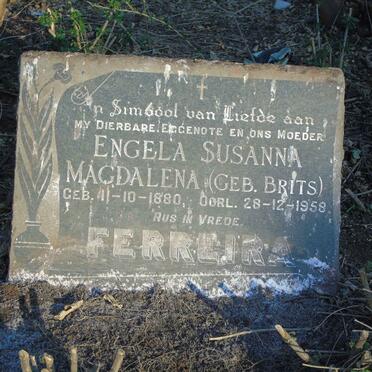 'n Simbool van Liefde aan
MY DIERBARE EGGENOTE EN ONS MOEDER
ENGELA SUSANNA
MAGDALENA (GEB. BRITS)
GEB. 11-10-1880, OORL. 28-12-1958
RUS IN VREDE.
FERREIRA